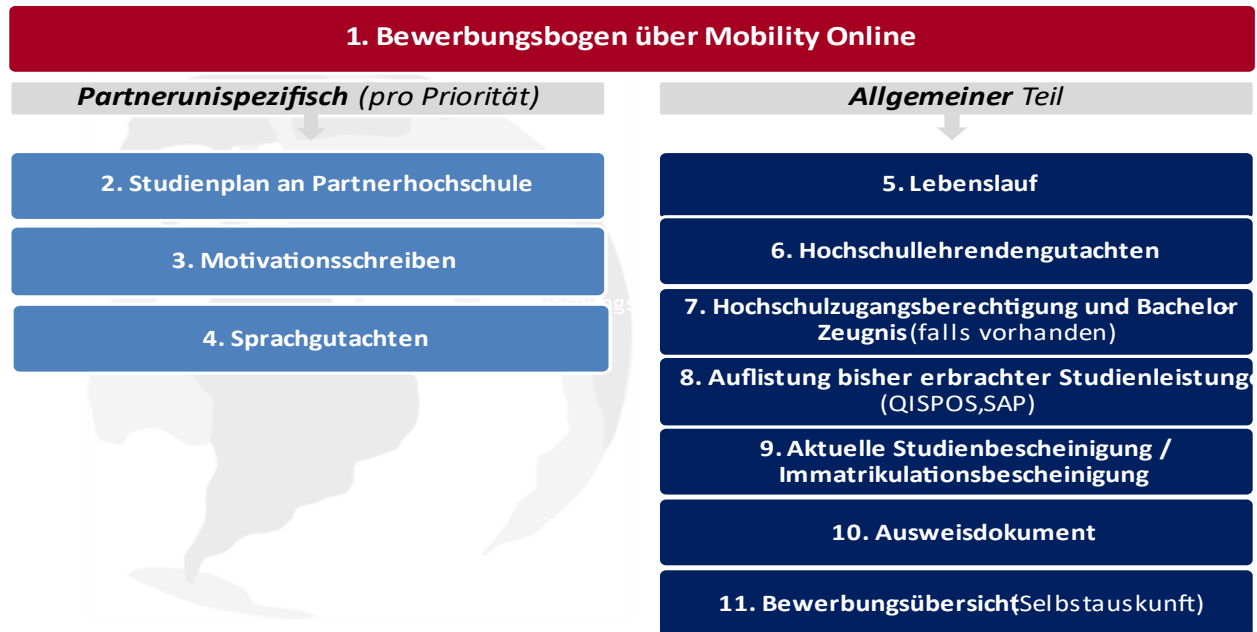 1. Bewerbungsbogen über Mobility Online
Partnerunispezifisch (pro Priorität)
2. Studienplan an Partnerhochschule
3. Motivationsschreiben
4. Sprachgutachten
Allgemeiner Teil
5. Lebenslauf
6. Hochschullehrendengutachten
7. Hochschulzugangsberechtigung und Bachelor-
Zeugnis (falls vorhanden)
8. Auflistung bisher erbrachter Studienleistunge
(QISPOS,SAP)
9. Aktuelle Studienbescheinigung /
Immatrikulationsbescheinigung
10. Ausweisdokument
11. Bewerbungsübersicht (Selbstauskunft)